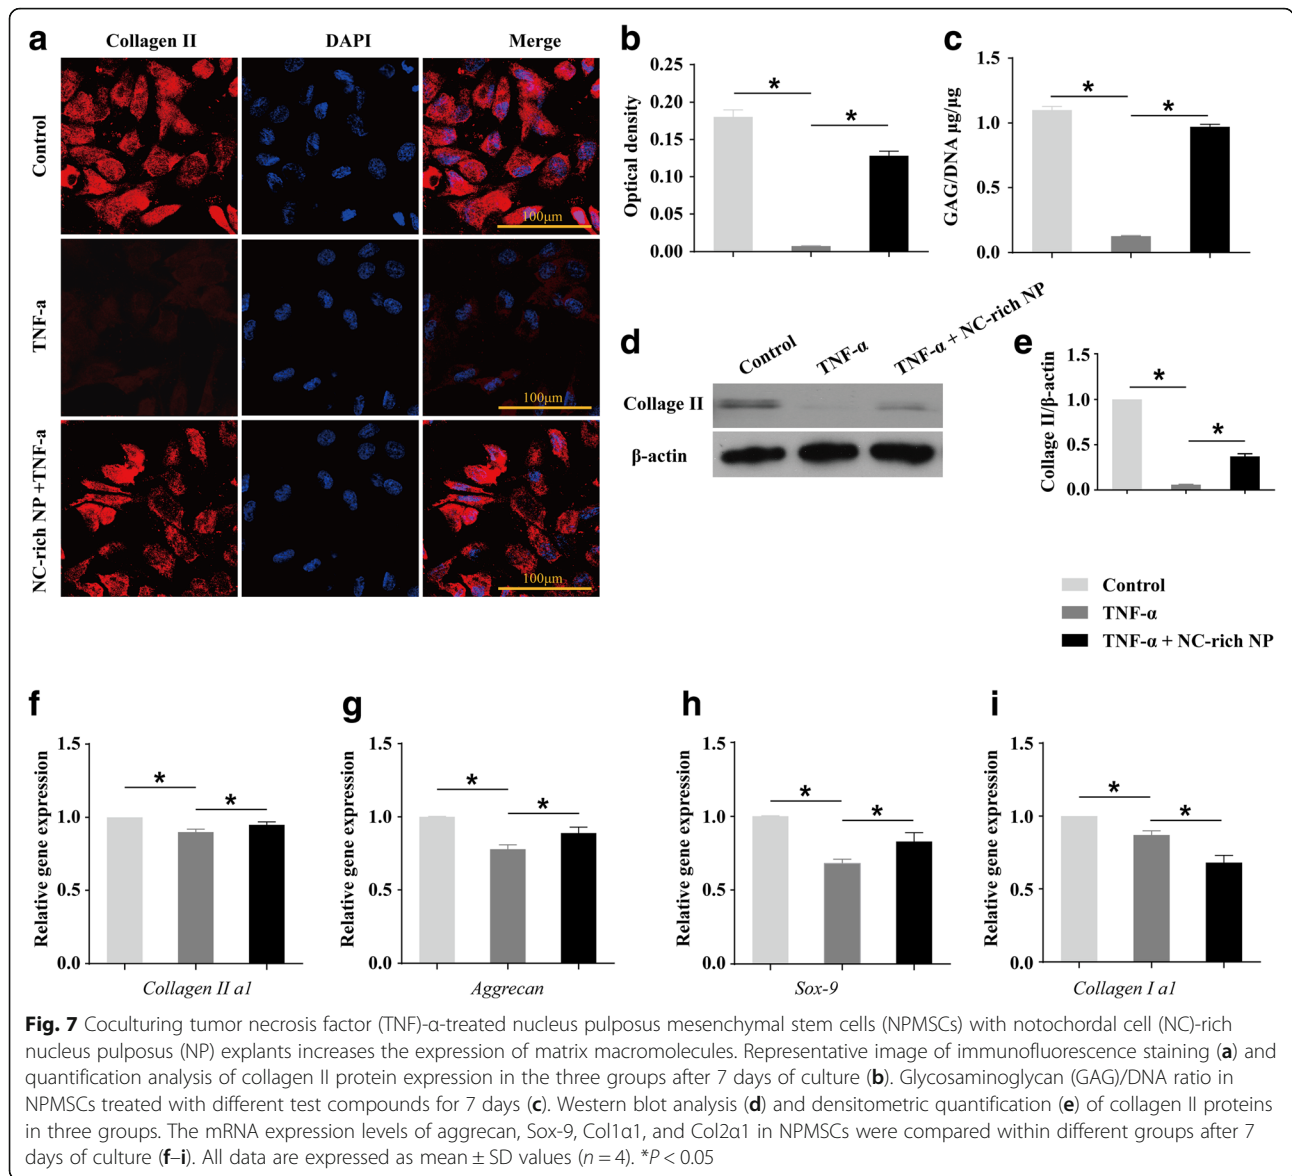 a
Collagen II
DAPI
Merge
Control
100μm
TNF-a
100μm
NC-rich NP +TNF-a
100μm
b
Optical density
0.25
0.20
0.15
0.10
0.05
0.00
*
*
c
GAG/DNA μg/μg
1.5
1.0
0.5
0.0
*
*
d
Control
TNF-α
TNF-α + NC-rich NP
Collage II
β-actin
e
Collage II/β-actin
1.5
1.0
0.5
0.0
*
*
Control
TNF-α
TNF-α + NC-rich NP
f
Relative gene expression
1.5
1.0
0.5
0.0
*
*
Collagen II a1
g
Relative gene expression
1.5
1.0
0.5
0.0
*
*
Aggrecan
h
Relative gene expression
1.5
1.0
0.5
0.0
*
*
Sox-9
i
Relative gene expression
1.5
1.0
0.5
0.0
*
*
Collagen I a1
Fig. 7 Coculturing tumor necrosis factor (TNF)-α-treated nucleus pulposus mesenchymal stem cells (NPMSCs) with notochordal cell (NC)-rich
nucleus pulposus (NP) explants increases the expression of matrix macromolecules. Representative image of immunofluorescence staining (a) and
quantification analysis of collagen II protein expression in the three groups after 7 days of culture (b). Glycosaminoglycan (GAG)/DNA ratio in
NPMSCs treated with different test compounds for 7 days (c). Western blot analysis (d) and densitometric quantification (e) of collagen II proteins
in three groups. The mRNA expression levels of aggrecan, Sox-9, Col1α1, and Col2α1 in NPMSCs were compared within different groups after 7
days of culture (f–i). All data are expressed as mean ± SD values (n = 4). *P < 0.05